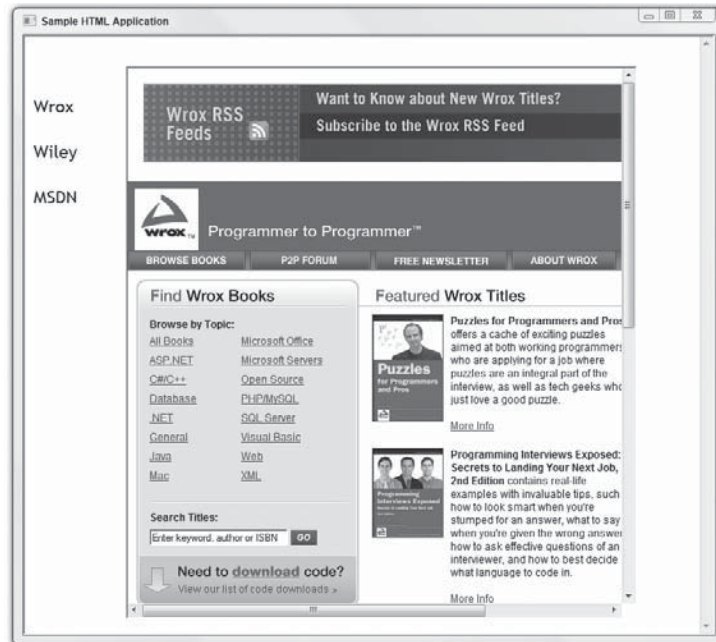 Sample HTML Application
Wrox
Wiley
MSDN
Wrox RSS
Feeds
Want to Know about New Wrox Titles?
Subscribe to the Wrox RSS Feed
wrox™
Programmer to Programmer™
BROWSE BOOKS
P2P FORUM
FREE NEWSLETTER
ABOUT WROX
Find Wrox Books
Browse by Topic:
All Books
Microsoft Office
ASP.NET
Microsoft Servers
C#/C++
Open Source
Database
PHP/MySQL
.NET
SQL Server
General
Visual Basic
Java
Web
Mac
XML
Search Titles:
Enter keyword, author or ISBN
GO
Need to download code?
View our list of code downloads »
Featured Wrox Titles
Puzzles
for Programmers
and Pros
Puzzles for Programmers and Pros
offers a cache of exciting puzzles
aimed at both working programmers
who are applying for a job where
puzzles are an integral part of the
interview, as well as tech geeks who
just love a good puzzle.
More Info
Programming
Interviews Exposed
Secrets to Landing Your Next Job
Programming Interviews Exposed:
Secrets to Landing Your Next Job,
2nd Edition contains real-life
examples with invaluable tips, such
how to look smart when you're
stumped for an answer, what to say
when you're given the wrong answer
how to ask effective questions of an
interviewer, and how to best decide
what language to code in.
More Info